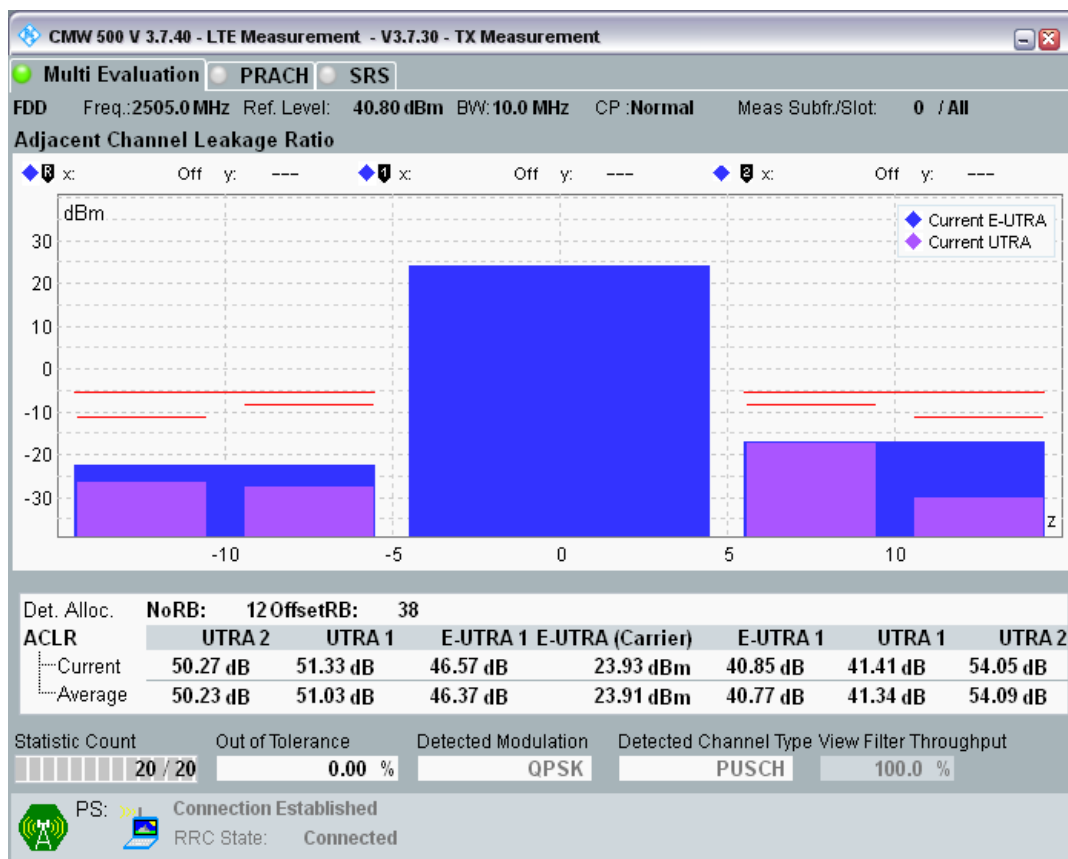 CMW 500 V 3.7.40 - LTE Measurement - V3.7.30 - TX Measurement
Multi Evaluation PRACH SRS
FDD Freq.:2505.0 MHz Ref. Level: 40.80 dBm BW: 10.0 MHz CP :Normal Meas Subfr./Slot: 0 / All
Adjacent Channel Leakage Ratio
R x: Off y: --- 1 x: Off y: --- 2 x: Off y: ---
dBm
Current E-UTRA
Current UTRA
30
20
10
0
-10
-20
-30
z
-10 -5 0 5 10
Det. Alloc. NoRB: 12 OffsetRB: 38
ACLR UTRA 2 UTRA 1 E-UTRA 1 E-UTRA (Carrier) E-UTRA 1 UTRA 1 UTRA 2
Current 50.27 dB 51.33 dB 46.57 dB 23.93 dBm 40.85 dB 41.41 dB 54.05 dB
Average 50.23 dB 51.03 dB 46.37 dB 23.91 dBm 40.77 dB 41.34 dB 54.09 dB
Statistic Count Out of Tolerance Detected Modulation Detected Channel Type View Filter Throughput
20 / 20 0.00 % QPSK PUSCH 100.0 %
PS: Connection Established
RRC State: Connected